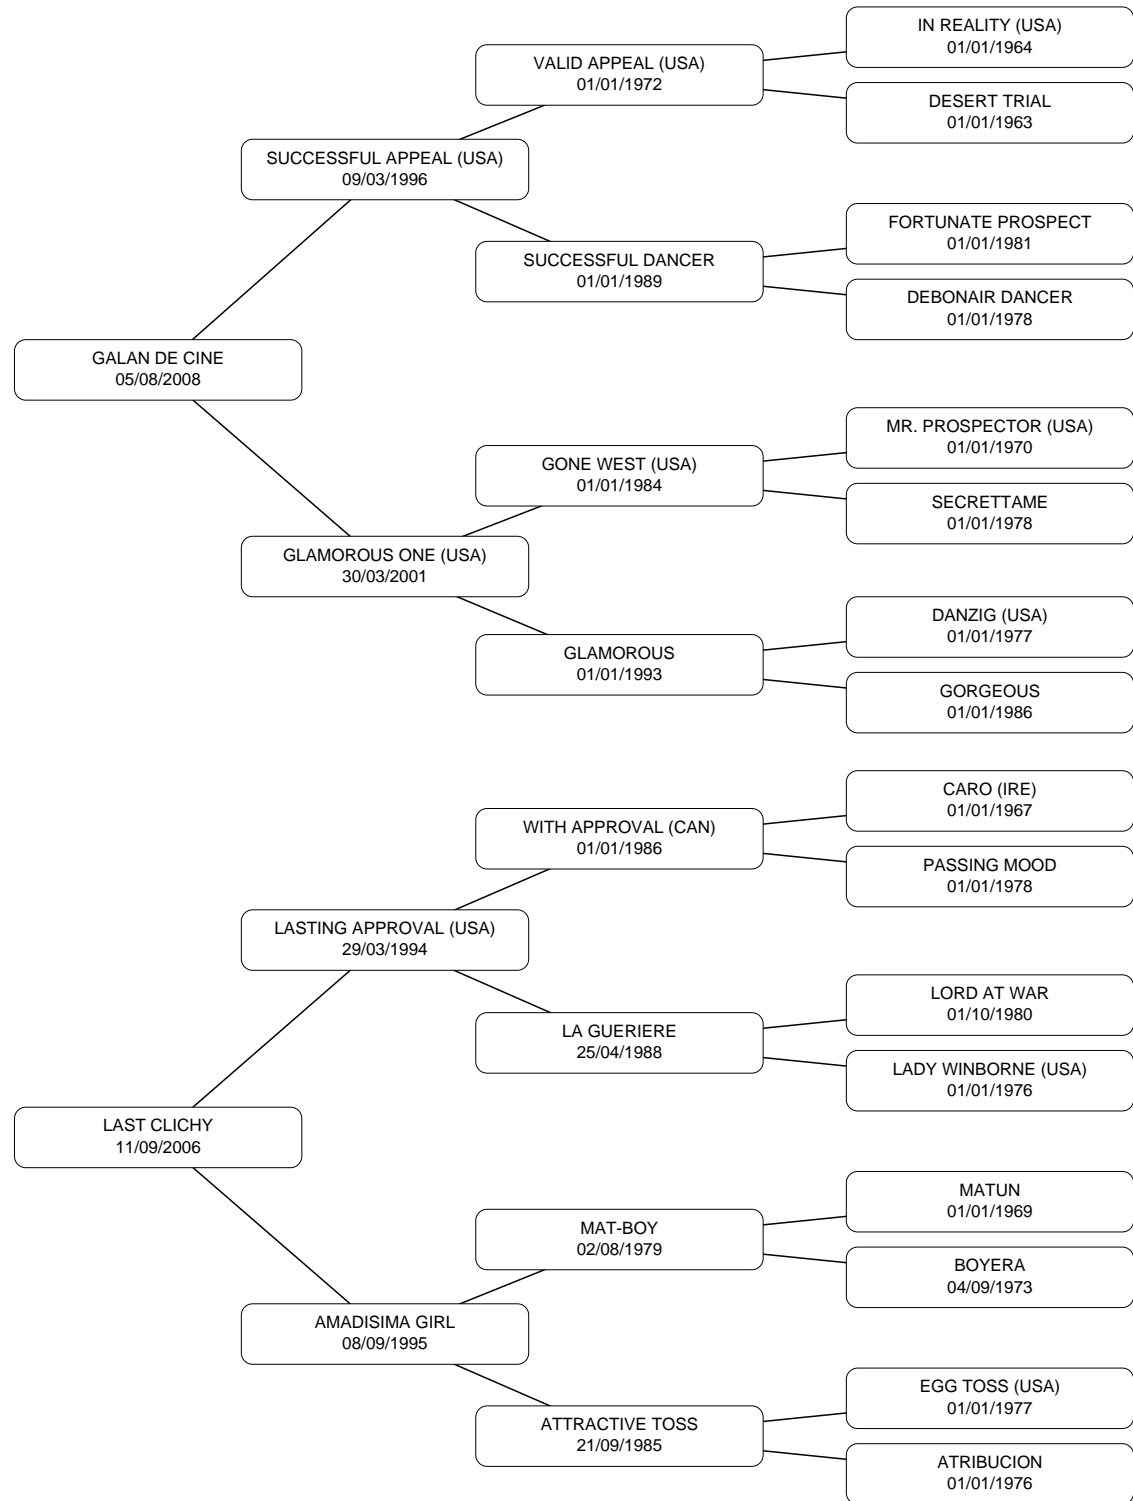 IN REALITY (USA)
01/01/1964
VALID APPEAL (USA)
01/01/1972
DESERT TRIAL
01/01/1963
SUCCESSFUL APPEAL (USA)
09/03/1996
FORTUNATE PROSPECT
01/01/1981
SUCCESSFUL DANCER
01/01/1989
DEBONAIR DANCER
01/01/1978
GALAN DE CINE
05/08/2008
MR. PROSPECTOR (USA)
01/01/1970
GONE WEST (USA)
01/01/1984
SECRETTAME
01/01/1978
GLAMOROUS ONE (USA)
30/03/2001
DANZIG (USA)
01/01/1977
GLAMOROUS
01/01/1993
GORGEOUS
01/01/1986
CARO (IRE)
01/01/1967
WITH APPROVAL (CAN)
01/01/1986
PASSING MOOD
01/01/1978
LASTING APPROVAL (USA)
29/03/1994
LORD AT WAR
01/10/1980
LA GUERIERE
25/04/1988
LADY WINBORNE (USA)
01/01/1976
LAST CLICHY
11/09/2006
MATUN
01/01/1969
MAT-BOY
02/08/1979
BOYERA
04/09/1973
AMADISIMA GIRL
08/09/1995
EGG TOSS (USA)
01/01/1977
ATTRACTIVE TOSS
21/09/1985
ATRIBUCION
01/01/1976